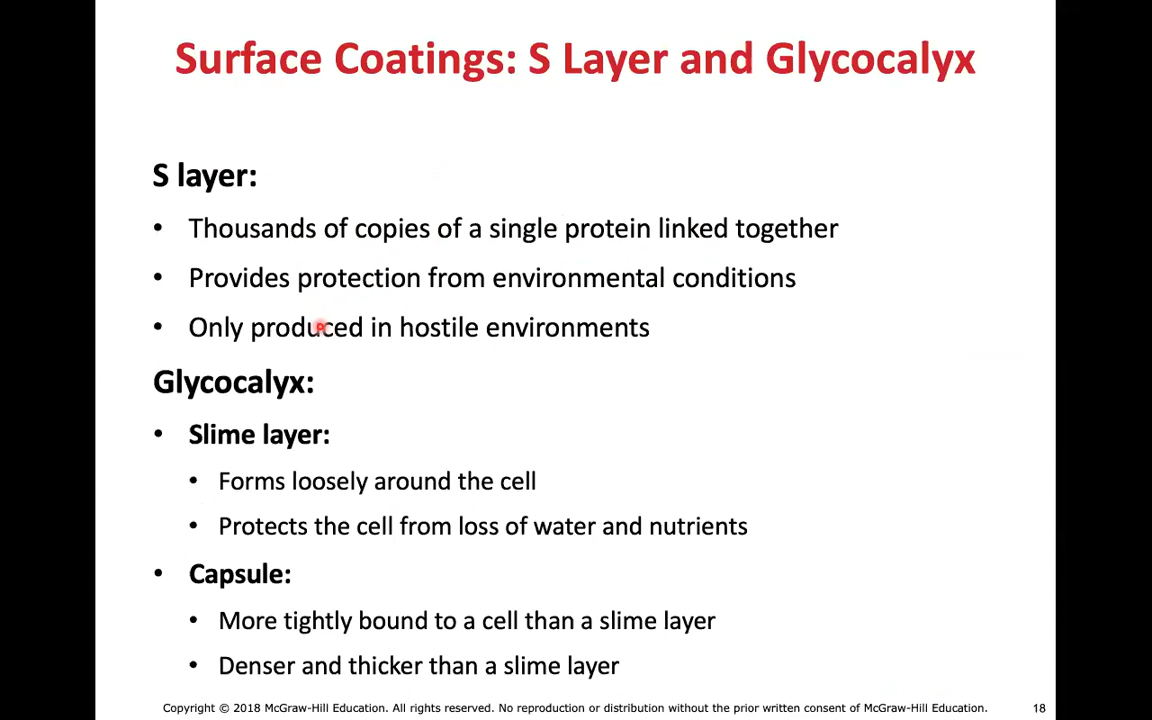 Surface Coatings: S Layer and Glycocalyx
S layer:
• Thousands of copies of a single protein linked together
• Provides protection from environmental conditions
• Only produced in hostile environments
Glycocalyx:
• Slime layer:
• Forms loosely around the cell
• Protects the cell from loss of water and nutrients
• Capsule:
• More tightly bound to a cell than a slime layer
• Denser and thicker than a slime layer
Copyright © 2018 McGraw-Hill Education. All rights reserved. No reproduction or distribution without the prior written consent of McGraw-Hill Education. 18